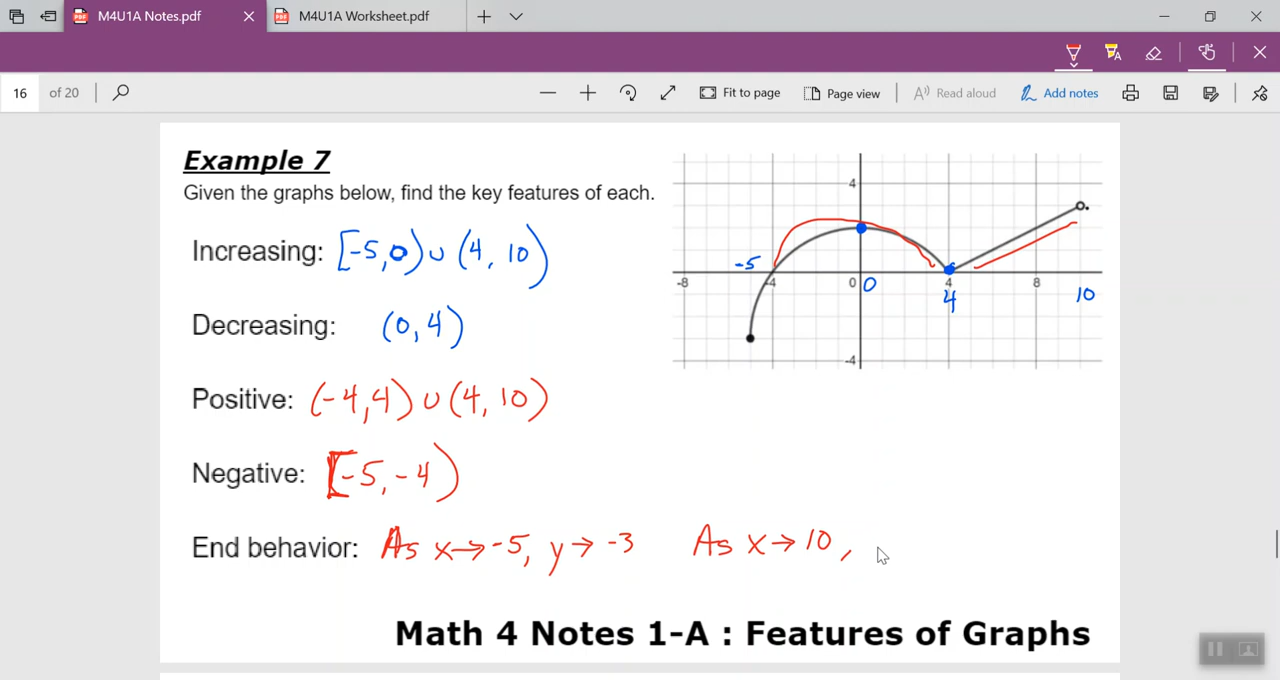 M4U1A Notes.pdf
M4U1A Worksheet.pdf
16 of 20
Fit to page
Page view
Read aloud
Add notes
Example 7
Given the graphs below, find the key features of each.
Increasing: [-5,0) ∪ (4, 10)
Decreasing: (0, 4)
Positive: (-4,4) ∪ (4, 10)
Negative: [-5, -4)
End behavior: As x→-5, y→ -3 As x→10,
4
-5
-8 -4 0 0 4 8
4
10
-4
Math 4 Notes 1-A : Features of Graphs